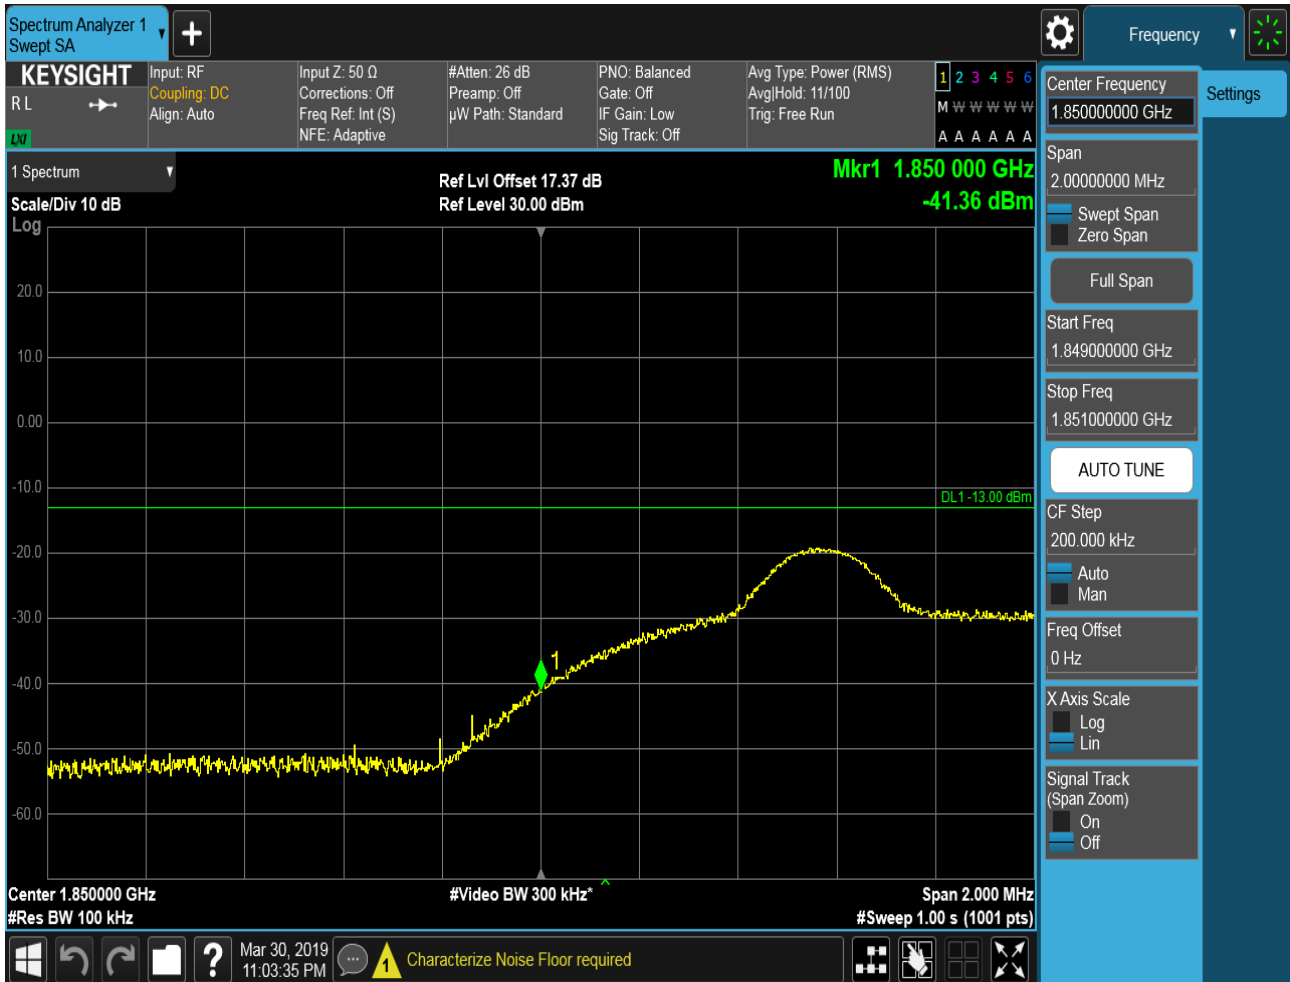 Spectrum Analyzer 1
Swept SA
Frequency
KEYSIGHT
R L
LXI
Input: RF
Coupling: DC
Align: Auto
Input Z: 50 Ω
Corrections: Off
Freq Ref: Int (S)
NFE: Adaptive
#Atten: 26 dB
Preamp: Off
µW Path: Standard
PNO: Balanced
Gate: Off
IF Gain: Low
Sig Track: Off
Avg Type: Power (RMS)
Avg|Hold: 11/100
Trig: Free Run
1 2 3 4 5 6
M W W W W W
A A A A A A
1 Spectrum
Scale/Div 10 dB
Log
Ref Lvl Offset 17.37 dB
Ref Level 30.00 dBm
Mkr1 1.850 000 GHz
-41.36 dBm
20.0
10.0
0.00
-10.0
DL1 -13.00 dBm
-20.0
-30.0
1
-40.0
-50.0
-60.0
Center 1.850000 GHz
#Video BW 300 kHz*
Span 2.000 MHz
#Res BW 100 kHz
#Sweep 1.00 s (1001 pts)
Center Frequency
1.850000000 GHz
Settings
Span
2.00000000 MHz
Swept Span
Zero Span
Full Span
Start Freq
1.849000000 GHz
Stop Freq
1.851000000 GHz
AUTO TUNE
CF Step
200.000 kHz
Auto
Man
Freq Offset
0 Hz
X Axis Scale
Log
Lin
Signal Track
(Span Zoom)
On
Off
?
Mar 30, 2019
11:03:35 PM
1
Characterize Noise Floor required